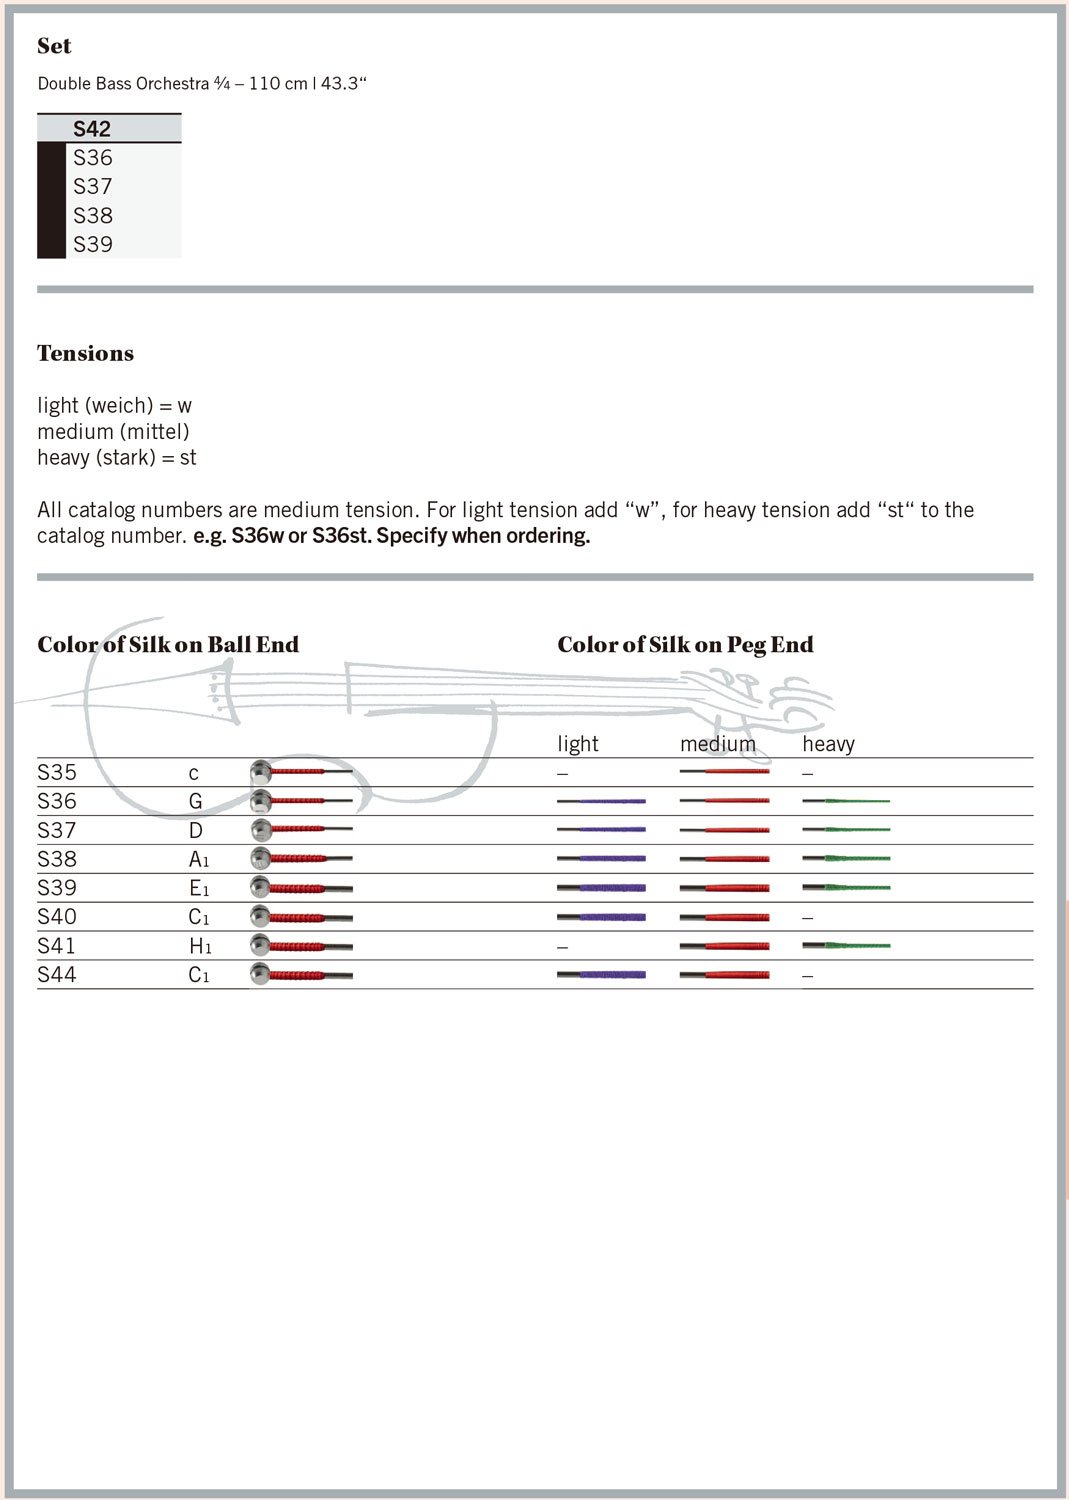 Set
Double Bass Orchestra 4/4 – 110 cm | 43.3“
S42
S36
S37
S38
S39
Tensions
light (weich) = w
medium (mittel)
heavy (stark) = st
All catalog numbers are medium tension. For light tension add “w”, for heavy tension add “st“ to the
catalog number. e.g. S36w or S36st. Specify when ordering.
Color of Silk on Ball End
Color of Silk on Peg End
light medium heavy
S35 c – –
S36 G
S37 D
S38 A1
S39 E1
S40 C1 –
S41 H1 –
S44 C1 –